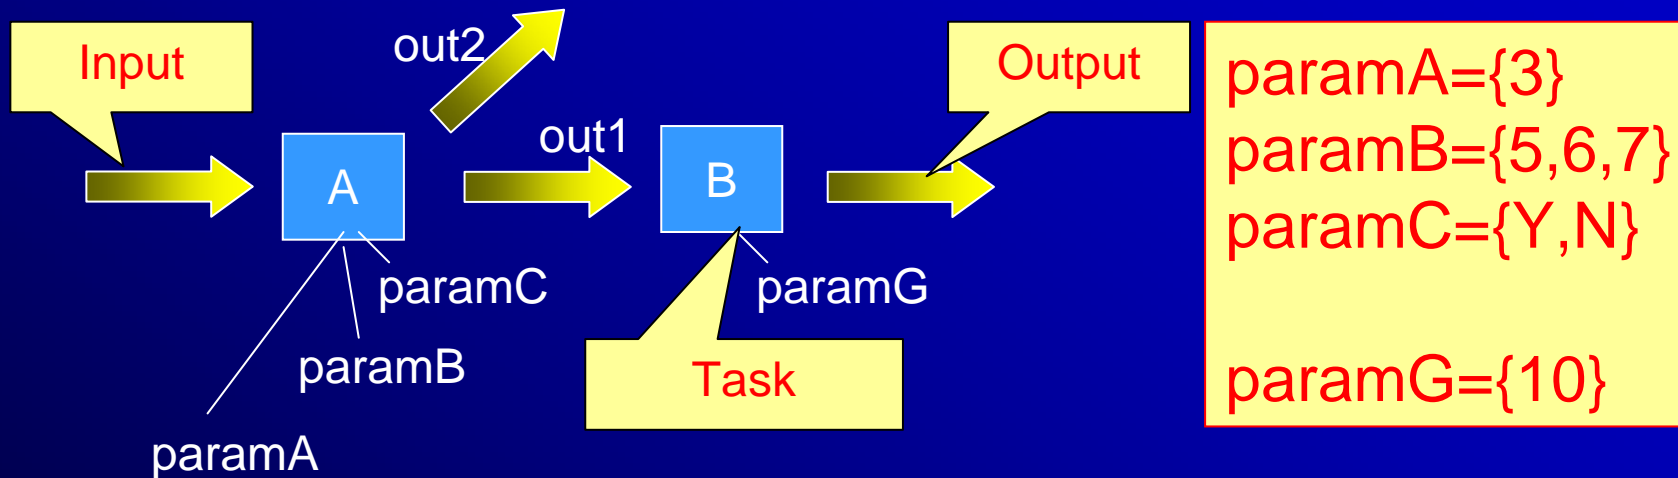 Input
out2
Output
out1
A
B
paramC
paramG
paramB
Task
paramA
paramA={3}
paramB={5,6,7}
paramC={Y,N}
paramG={10}